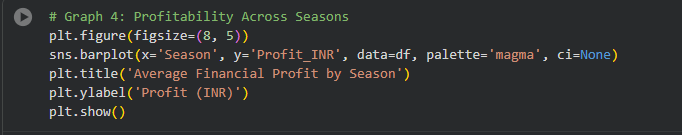 # Graph 4: Profitability Across Seasons
plt.figure(figsize=(8, 5))
sns.barplot(x='Season', y='Profit_INR', data=df, palette='magma', ci=None)
plt.title('Average Financial Profit by Season')
plt.ylabel('Profit (INR)')
plt.show()